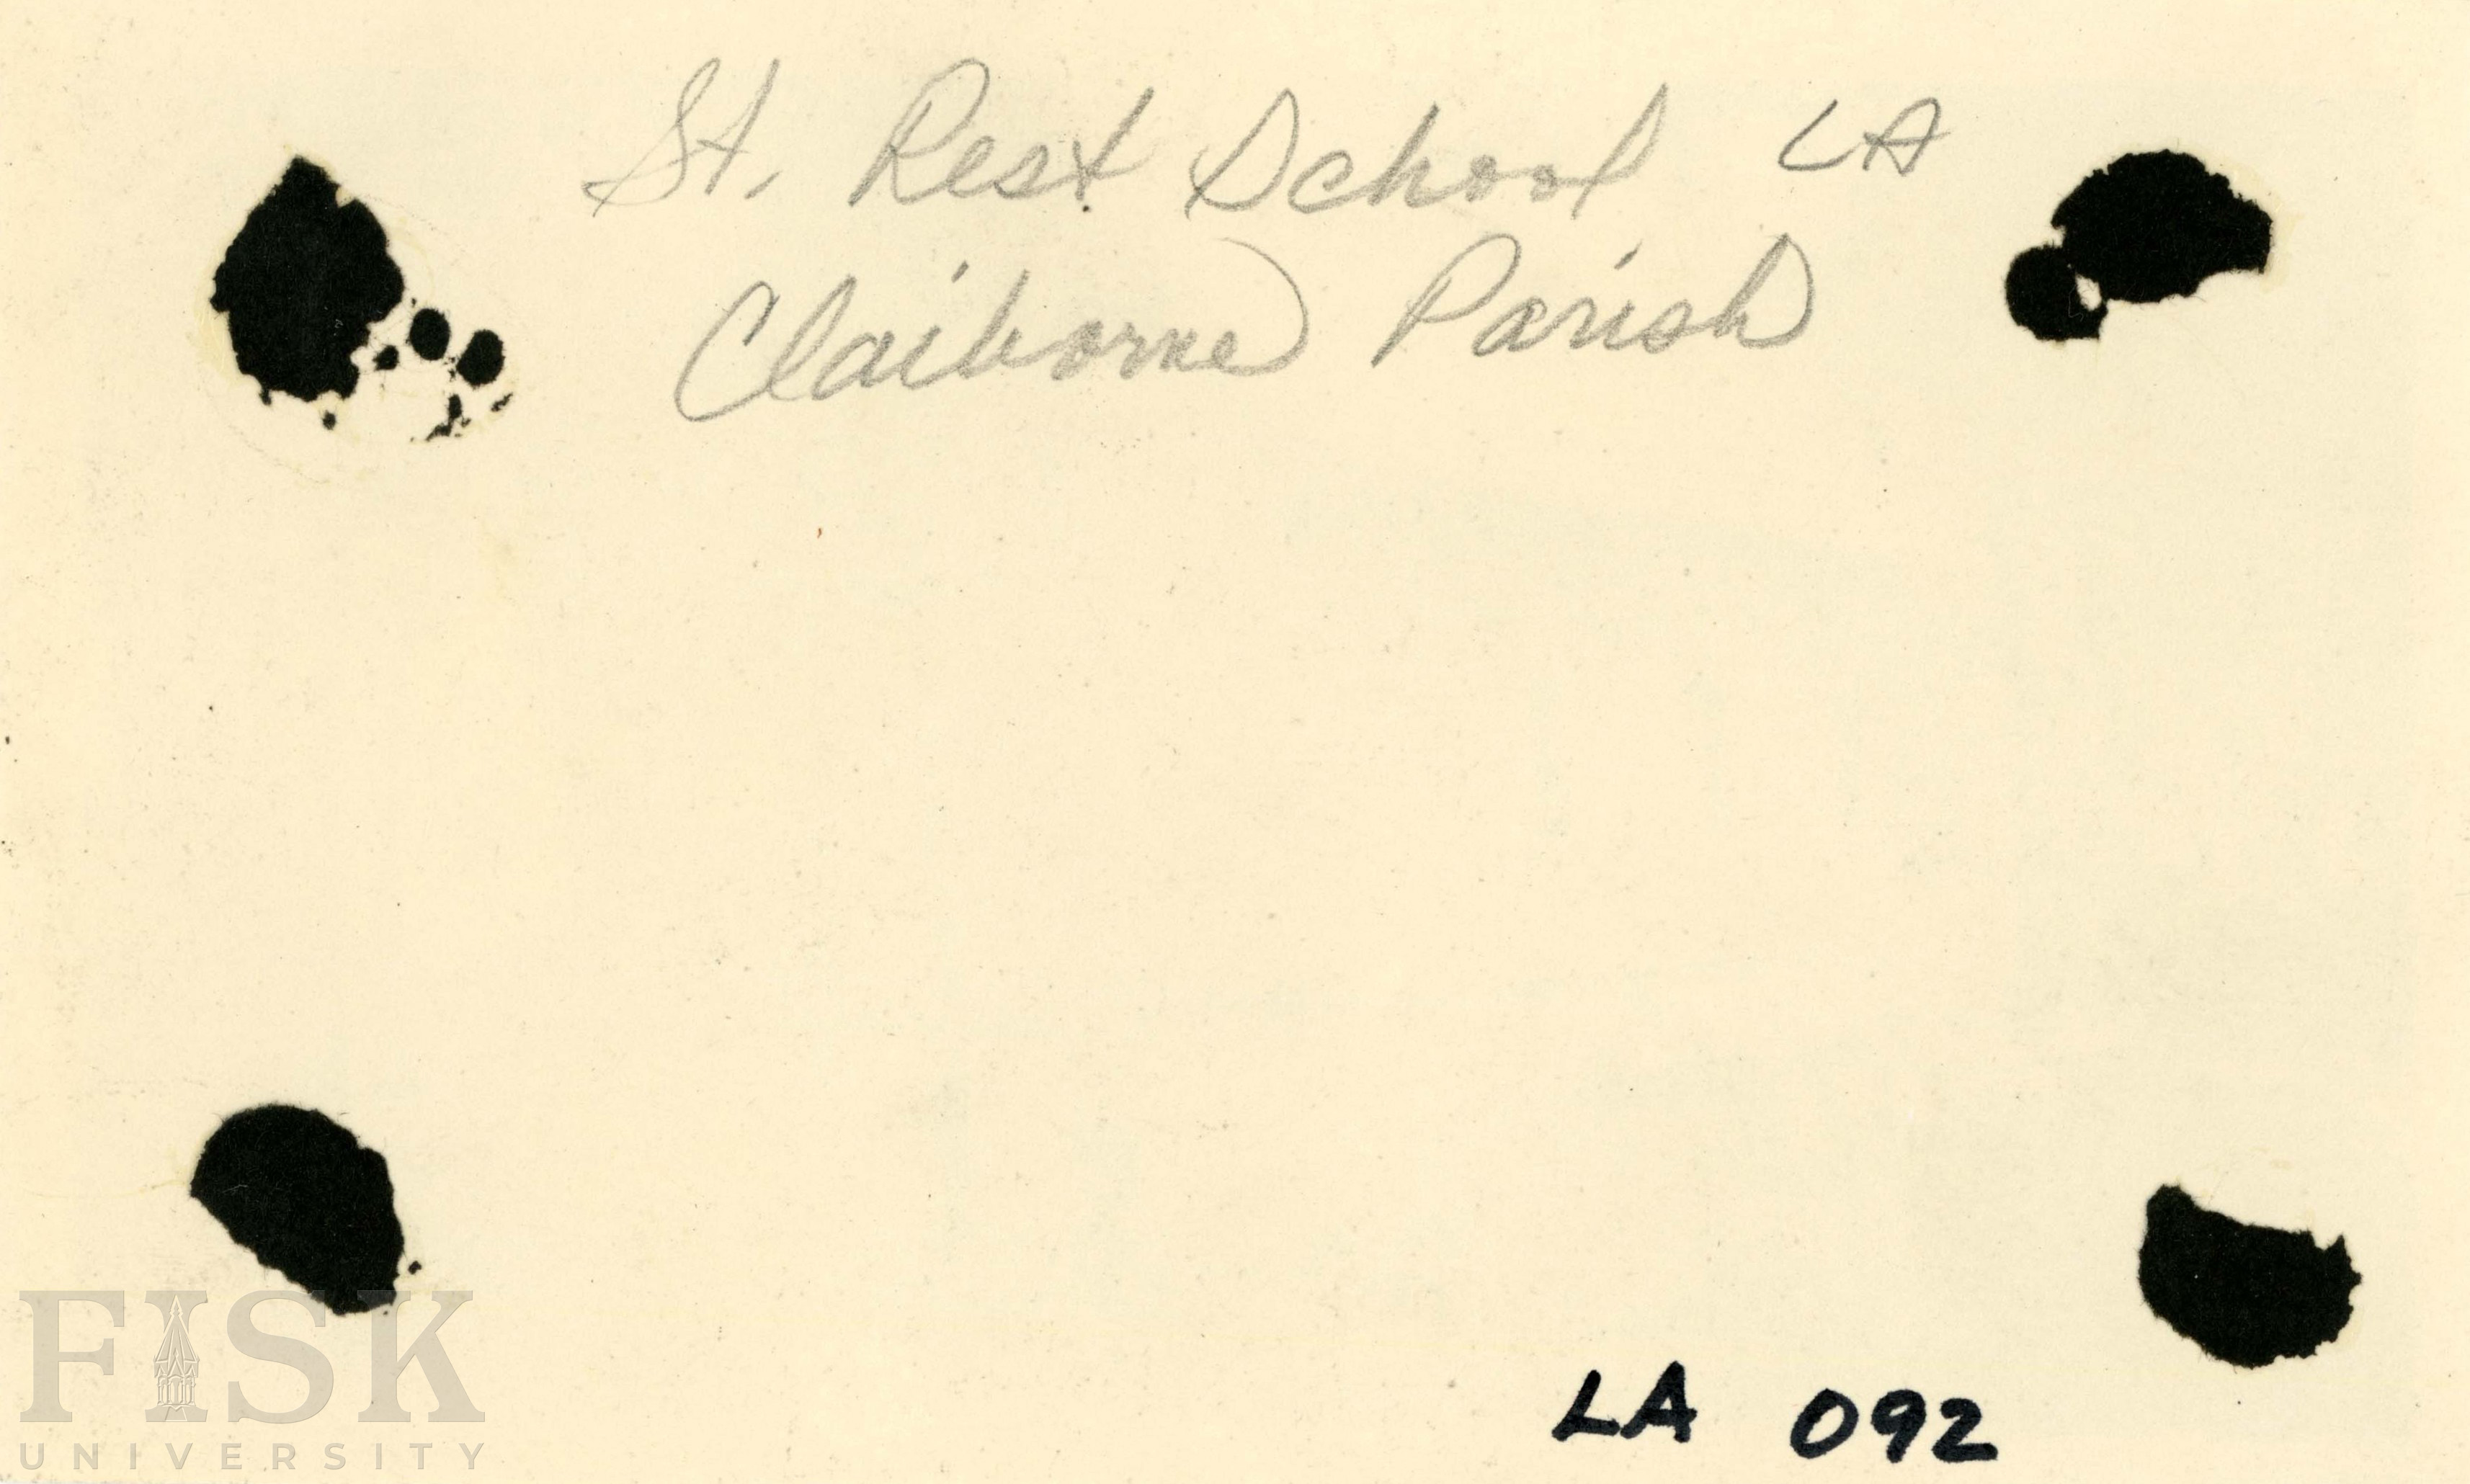 St. Rest School LA
Claiborne Parish
LA 092
FISK
UNIVERSITY